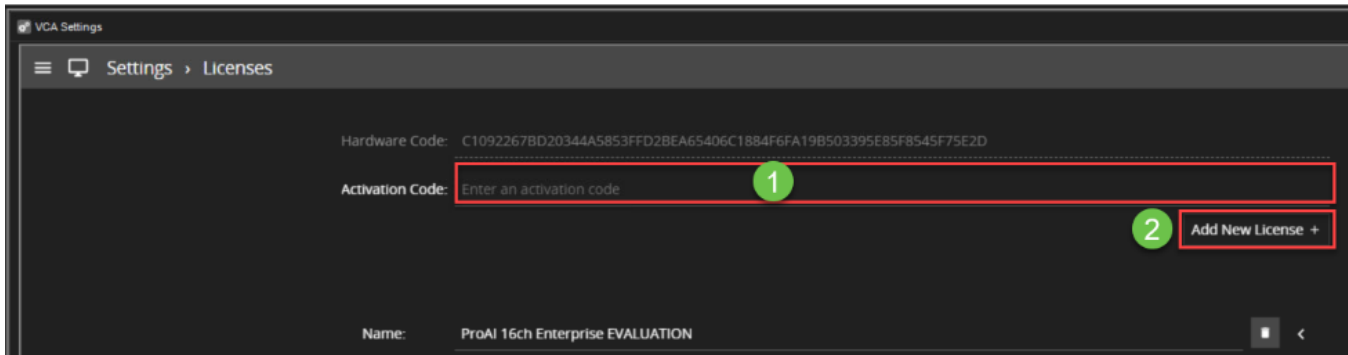 VCA Settings
Settings › Licenses
Hardware Code: C1092267BD20344A5853FFD2BEA65406C1884F6FA19B503395E85F8545F75E2D
Activation Code: Enter an activation code 1
2 Add New License +
Name: ProAI 16ch Enterprise EVALUATION